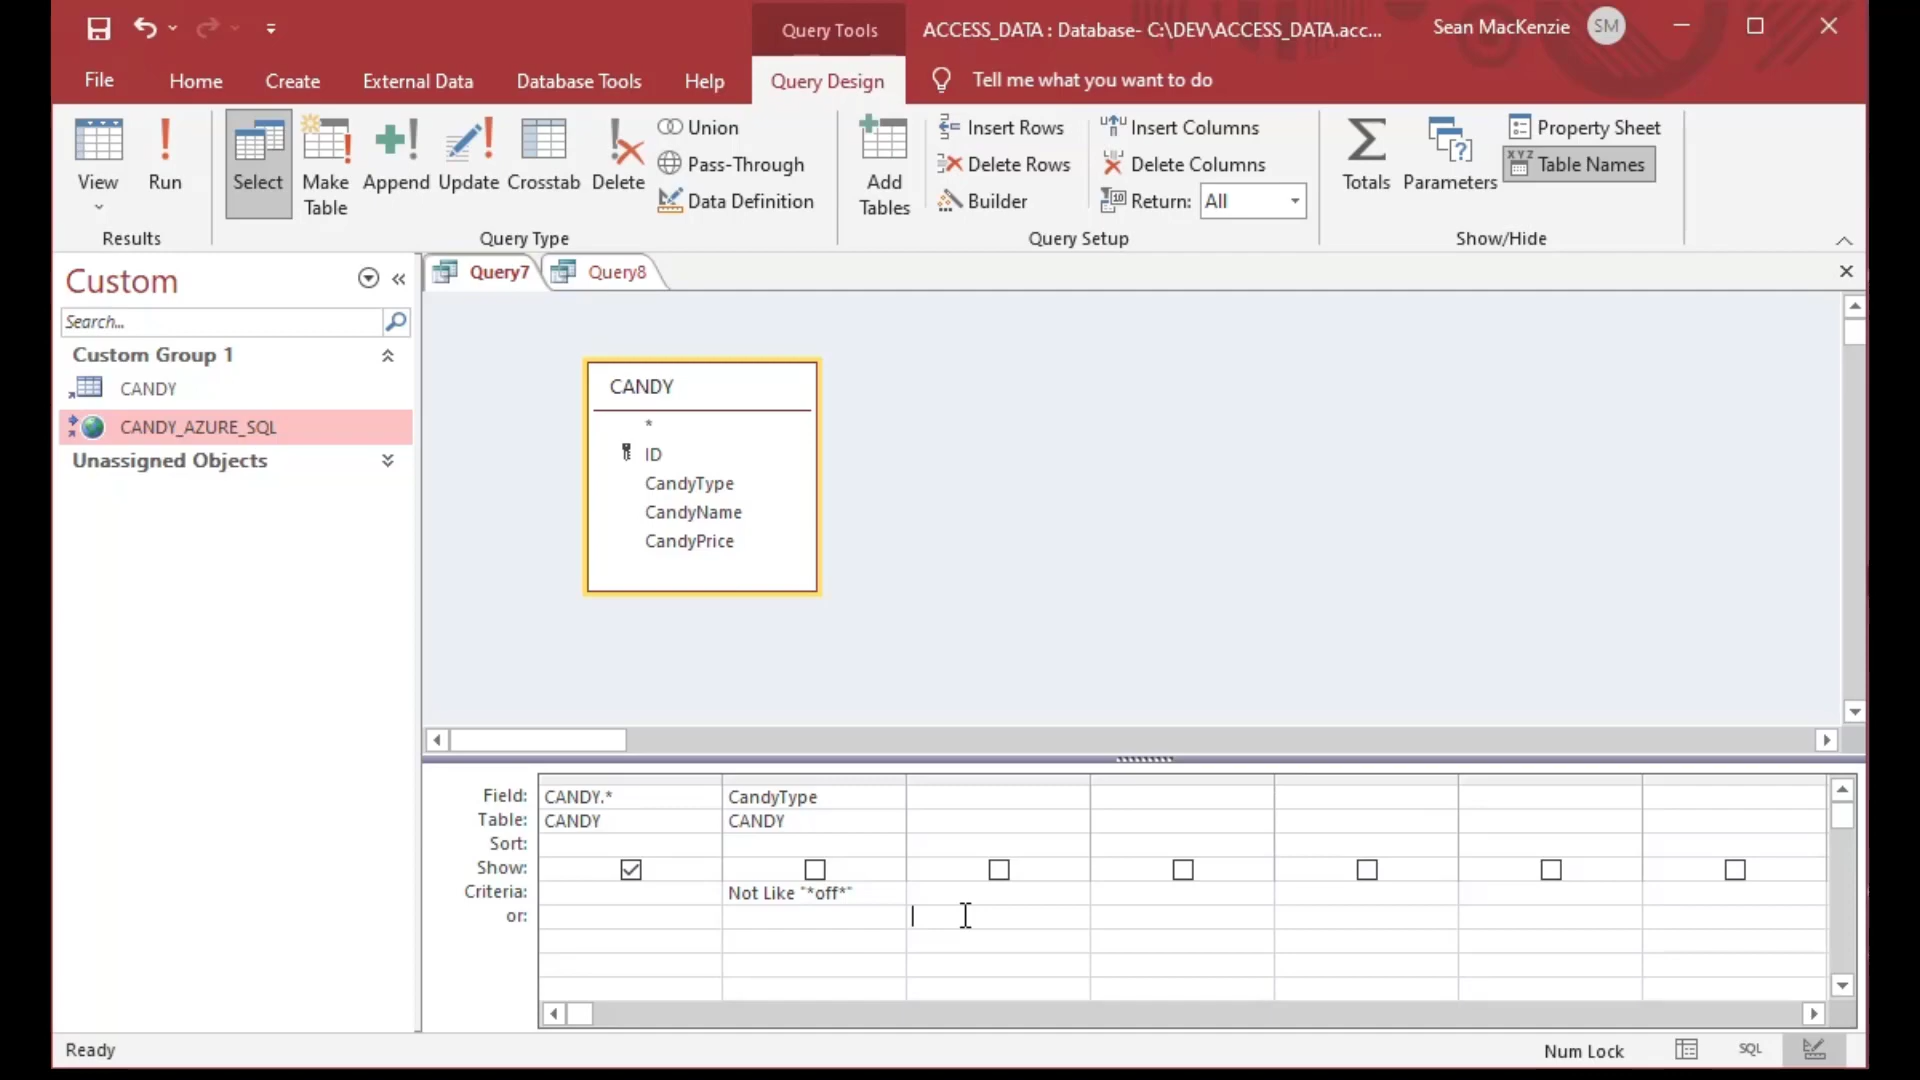 Query Tools
ACCESS_DATA : Database- C:\DEV\ACCESS_DATA.acc...
Sean MacKenzie
SM
File
Home
Create
External Data
Database Tools
Help
Query Design
Tell me what you want to do
View
Run
Select
Make Table
Append
Update
Crosstab
Delete
Union
Pass-Through
Data Definition
Add Tables
Insert Rows
Delete Rows
Builder
Insert Columns
Delete Columns
Return: All
Totals
Parameters
Property Sheet
Table Names
Results
Query Type
Query Setup
Show/Hide
Custom
Search...
Custom Group 1
CANDY
CANDY_AZURE_SQL
Unassigned Objects
Query7
Query8
CANDY
*
ID
CandyType
CandyName
CandyPrice
Field: CANDY.* CandyType
Table: CANDY CANDY
Sort:
Show:
Criteria: Not Like "*off*"
or:
Ready
Num Lock
SQL